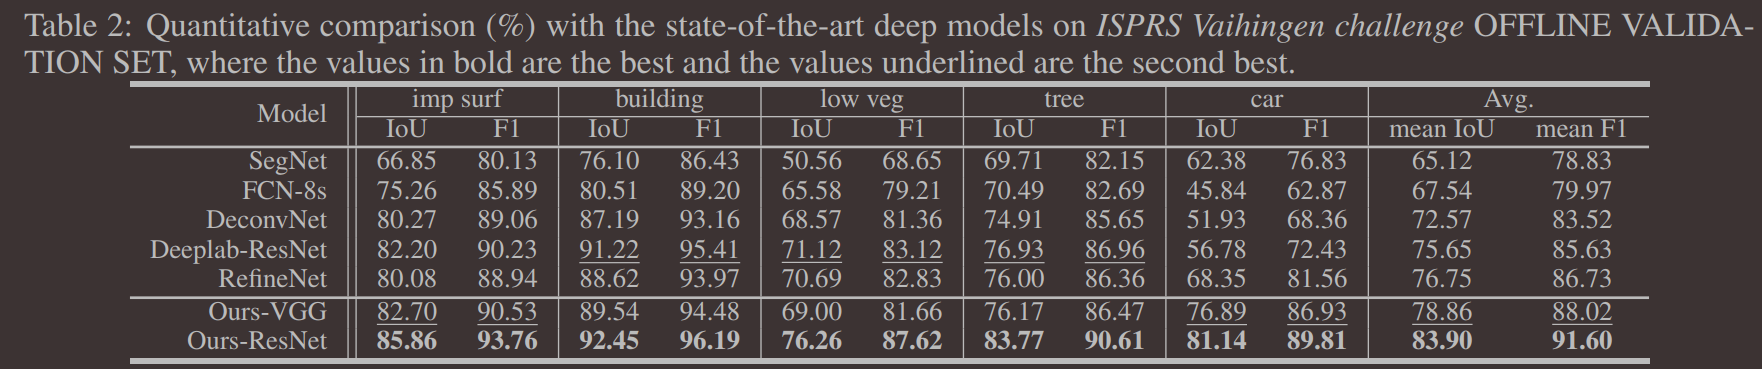 Table 2: Quantitative comparison (%) with the state-of-the-art deep models on ISPRS Vaihingen challenge OFFLINE VALIDA-
TION SET, where the values in bold are the best and the values underlined are the second best.
Model imp surf building low veg tree car Avg.
IoU F1 IoU F1 IoU F1 IoU F1 IoU F1 mean IoU mean F1
SegNet 66.85 80.13 76.10 86.43 50.56 68.65 69.71 82.15 62.38 76.83 65.12 78.83
FCN-8s 75.26 85.89 80.51 89.20 65.58 79.21 70.49 82.69 45.84 62.87 67.54 79.97
DeconvNet 80.27 89.06 87.19 93.16 68.57 81.36 74.91 85.65 51.93 68.36 72.57 83.52
Deeplab-ResNet 82.20 90.23 91.22 95.41 71.12 83.12 76.93 86.96 56.78 72.43 75.65 85.63
RefineNet 80.08 88.94 88.62 93.97 70.69 82.83 76.00 86.36 68.35 81.56 76.75 86.73
Ours-VGG 82.70 90.53 89.54 94.48 69.00 81.66 76.17 86.47 76.89 86.93 78.86 88.02
Ours-ResNet 85.86 93.76 92.45 96.19 76.26 87.62 83.77 90.61 81.14 89.81 83.90 91.60